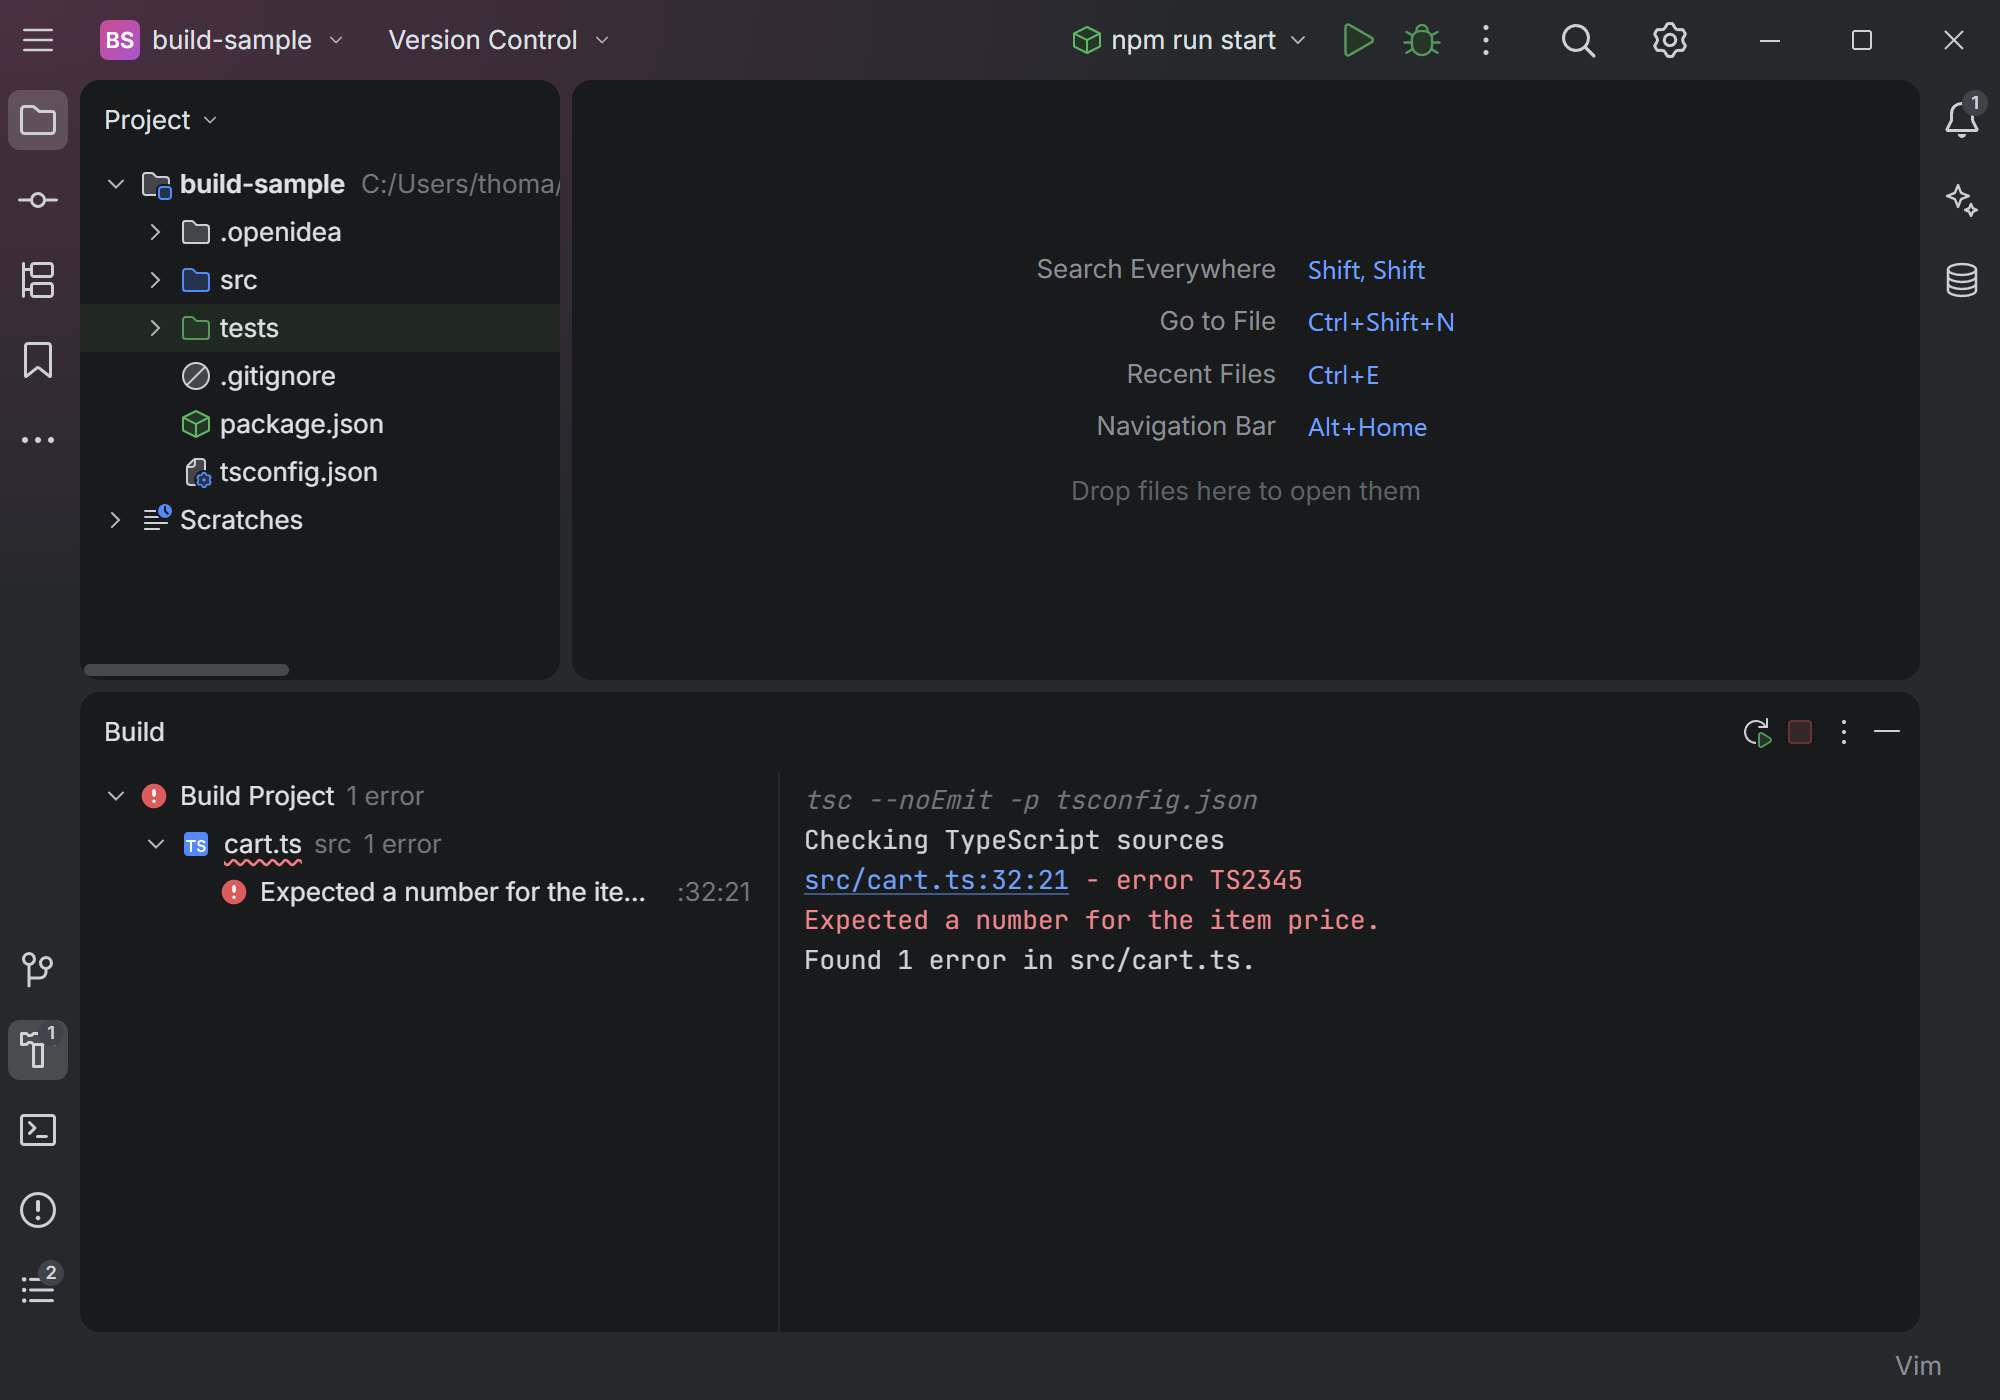 BS build-sample Version Control npm run start
Project
1
build-sample C:/Users/thoma/
.openidea
src
tests
.gitignore
package.json
tsconfig.json
Scratches
Search Everywhere Shift, Shift
Go to File Ctrl+Shift+N
Recent Files Ctrl+E
Navigation Bar Alt+Home
Drop files here to open them
Build
Build Project 1 error
TS cart.ts src 1 error
Expected a number for the ite... :32:21
tsc --noEmit -p tsconfig.json
Checking TypeScript sources
src/cart.ts:32:21 - error TS2345
Expected a number for the item price.
Found 1 error in src/cart.ts.
1
2
Vim